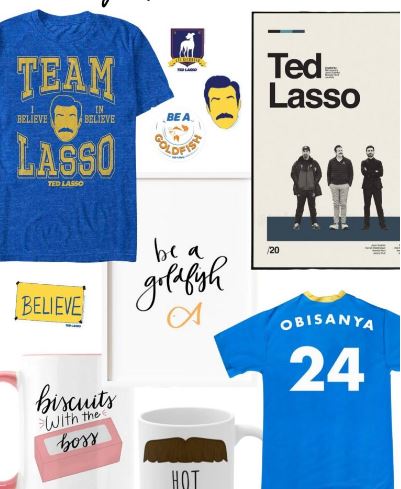 TEAM
I BELIEVE
IN BELIEVE
LASSO
TED LASSO
TED LASSO
BE A
GOLDFISH
Ted
Lasso
/20
be a
goldfish
BELIEVE
TED LASSO
OBISANYA
24
biscuits
with the
boss
HOT